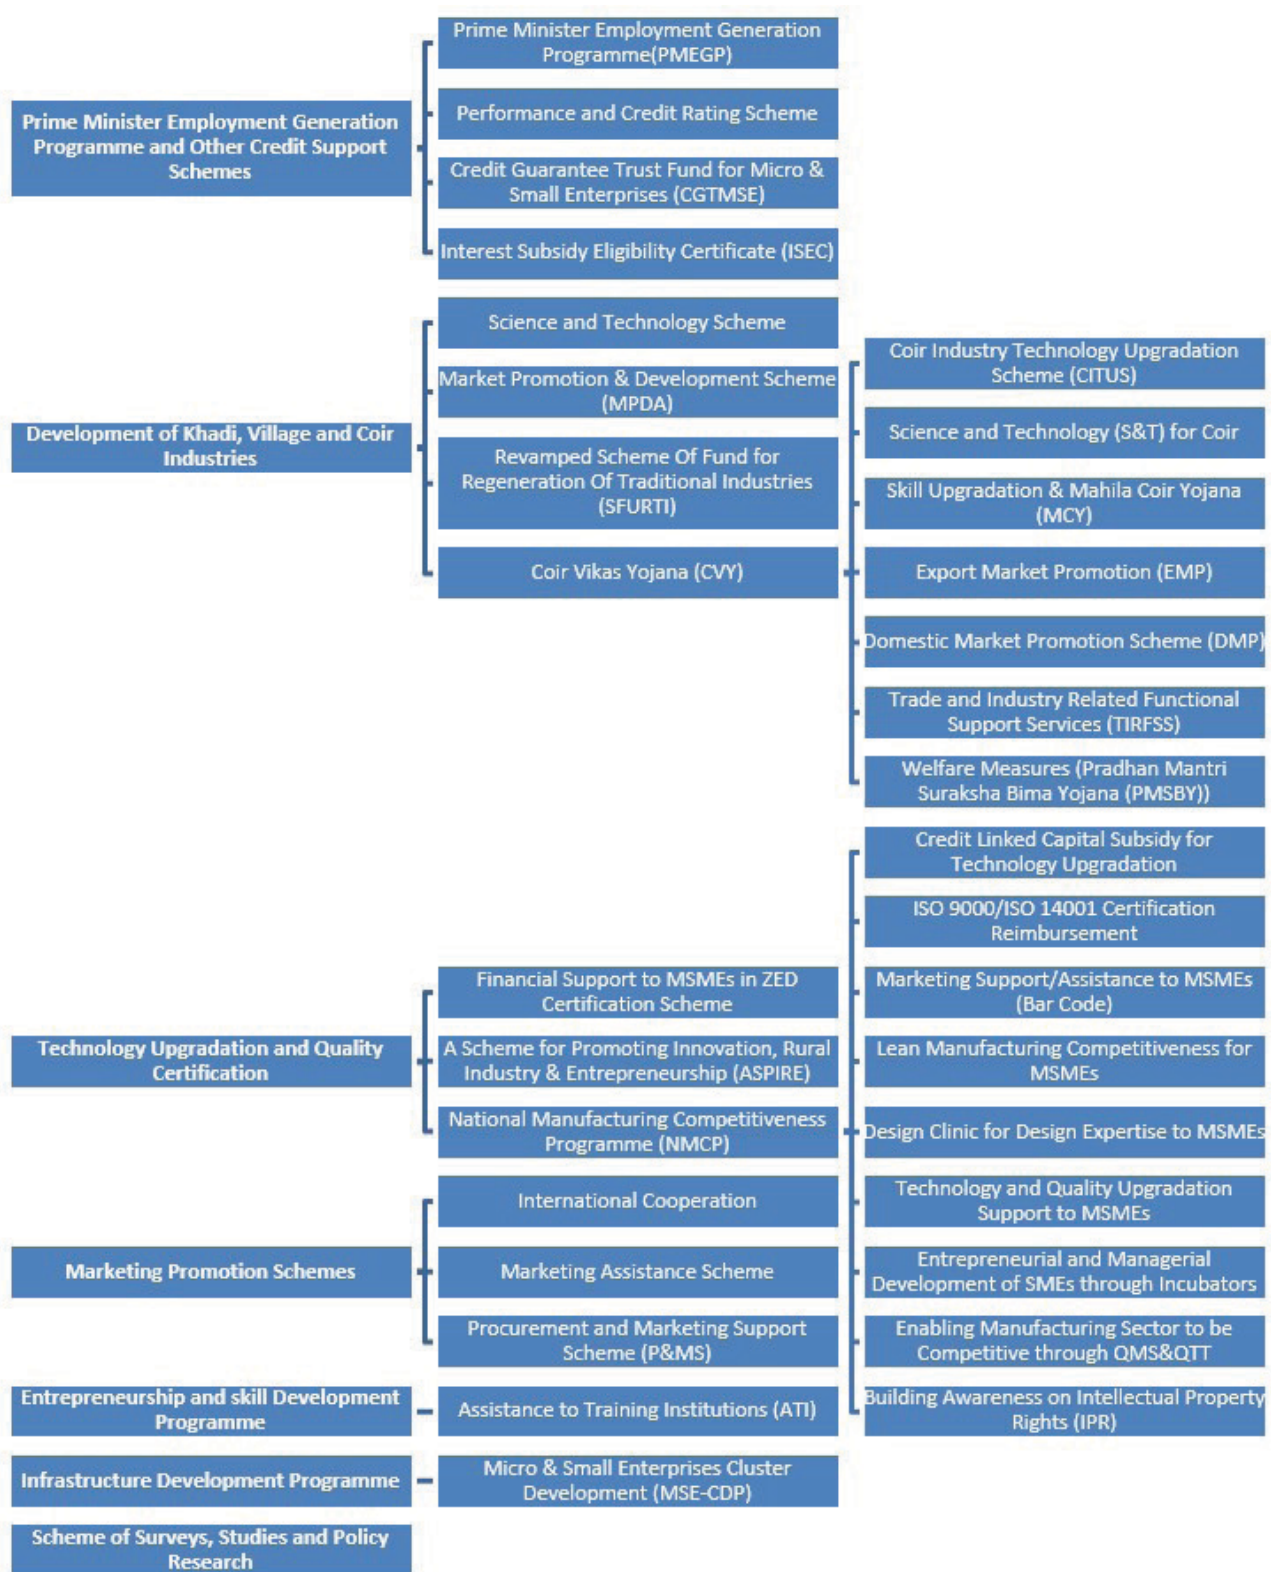 Prime Minister Employment Generation
Programme and Other Credit Support
Schemes
Prime Minister Employment Generation
Programme(PMEGP)
Performance and Credit Rating Scheme
Credit Guarantee Trust Fund for Micro &
Small Enterprises (CGTMSE)
Interest Subsidy Eligibility Certificate (ISEC)
Development of Khadi, Village and Coir
Industries
Science and Technology Scheme
Market Promotion & Development Scheme
(MPDA)
Revamped Scheme Of Fund for
Regeneration Of Traditional Industries
(SFURTI)
Coir Vikas Yojana (CVY)
Coir Industry Technology Upgradation
Scheme (CITUS)
Science and Technology (S&T) for Coir
Skill Upgradation & Mahila Coir Yojana
(MCY)
Export Market Promotion (EMP)
Domestic Market Promotion Scheme (DMP)
Trade and Industry Related Functional
Support Services (TIRFSS)
Welfare Measures (Pradhan Mantri
Suraksha Bima Yojana (PMSBY))
Technology Upgradation and Quality
Certification
Financial Support to MSMEs in ZED
Certification Scheme
A Scheme for Promoting Innovation, Rural
Industry & Entrepreneurship (ASPIRE)
National Manufacturing Competitiveness
Programme (NMCP)
Credit Linked Capital Subsidy for
Technology Upgradation
ISO 9000/ISO 14001 Certification
Reimbursement
Marketing Support/Assistance to MSMEs
(Bar Code)
Lean Manufacturing Competitiveness for
MSMEs
Design Clinic for Design Expertise to MSMEs
Technology and Quality Upgradation
Support to MSMEs
Entrepreneurial and Managerial
Development of SMEs through Incubators
Enabling Manufacturing Sector to be
Competitive through QMS&QTT
Building Awareness on Intellectual Property
Rights (IPR)
Marketing Promotion Schemes
International Cooperation
Marketing Assistance Scheme
Procurement and Marketing Support
Scheme (P&MS)
Entrepreneurship and skill Development
Programme
Assistance to Training Institutions (ATI)
Infrastructure Development Programme
Micro & Small Enterprises Cluster
Development (MSE-CDP)
Scheme of Surveys, Studies and Policy
Research